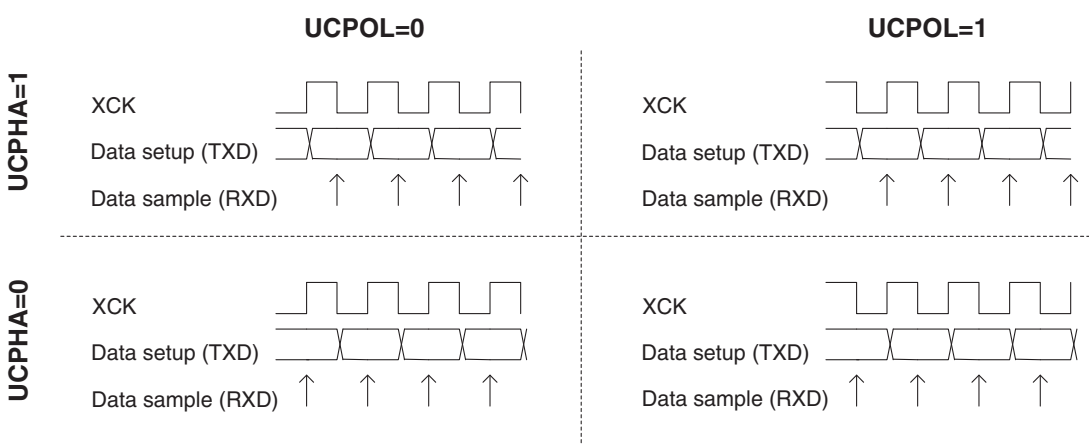 UCPOL=0
UCPOL=1
UCPHA=1
XCK
Data setup (TXD)
Data sample (RXD)
XCK
Data setup (TXD)
Data sample (RXD)
UCPHA=0
XCK
Data setup (TXD)
Data sample (RXD)
XCK
Data setup (TXD)
Data sample (RXD)